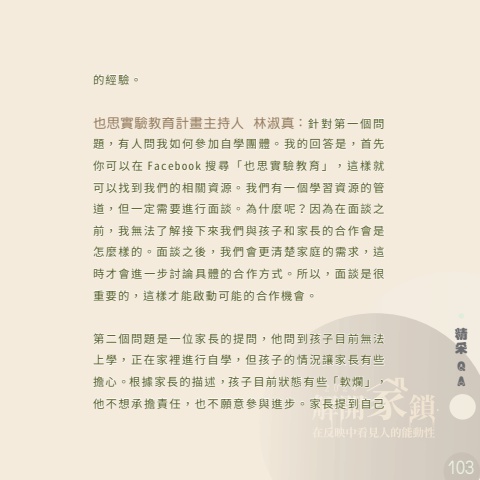 的經驗。
也思實驗教育計畫主持人 林淑真：針對第一個問
題，有人問我如何參加自學團體。我的回答是，首先
你可以在 Facebook 搜尋「也思實驗教育」，這樣就
可以找到我們的相關資源。我們有一個學習資源的管
道，但一定需要進行面談。為什麼呢？因為在面談之
前，我無法了解接下來我們與孩子和家長的合作會是
怎麼樣的。面談之後，我們會更清楚家庭的需求，這
時才會進一步討論具體的合作方式。所以，面談是很
重要的，這樣才能啟動可能的合作機會。
第二個問題是一位家長的提問，他問到孩子目前無法
上學，正在家裡進行自學，但孩子的情況讓家長有些
擔心。根據家長的描述，孩子目前狀態有些「軟爛」，
他不想承擔責任，也不願意參與進步。家長提到自己
解開家鎖
在反映中看見人的能動性
精采QA
103